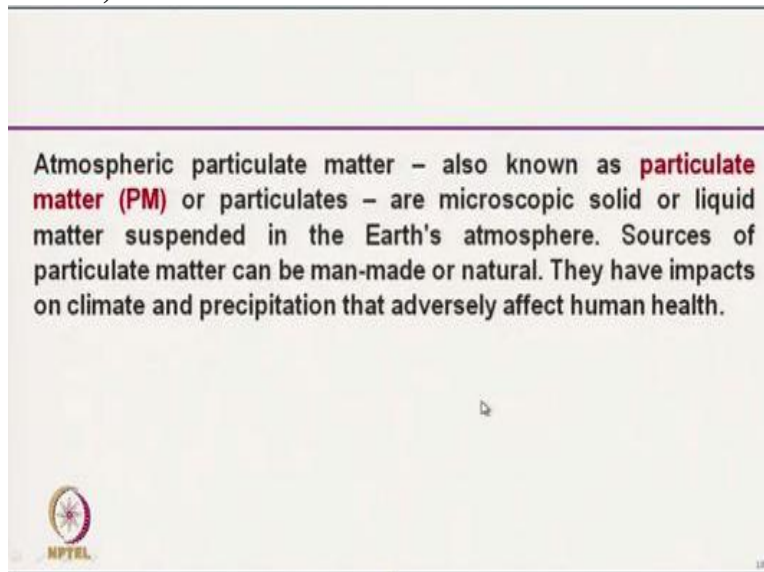 Atmospheric particulate matter – also known as particulate
matter (PM) or particulates – are microscopic solid or liquid
matter suspended in the Earth's atmosphere. Sources of
particulate matter can be man-made or natural. They have impacts
on climate and precipitation that adversely affect human health.
NPTEL